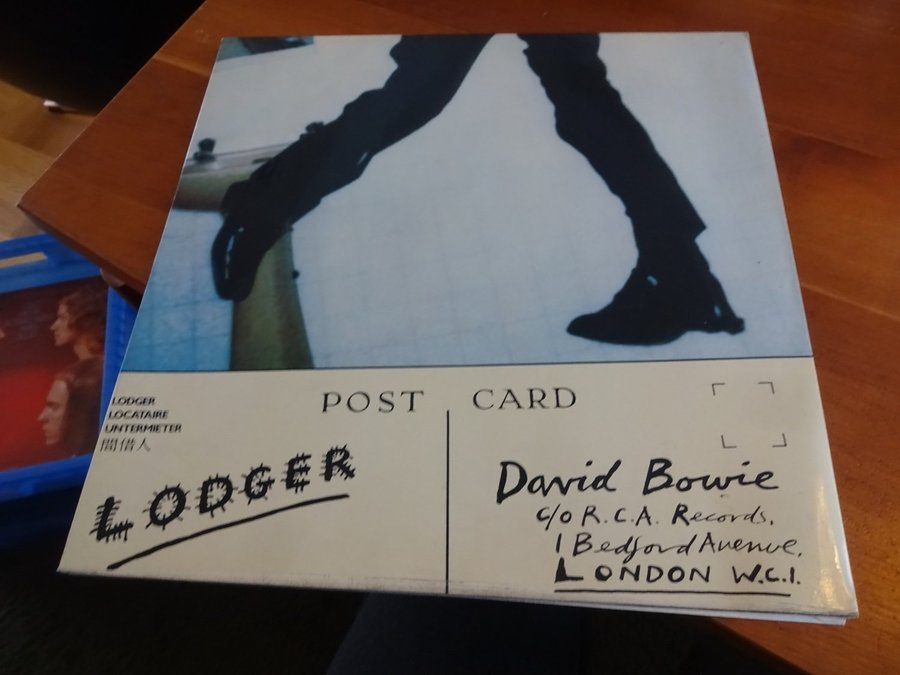 LODGER
LOCATAIRE
UNTERMIETER
間借人
POST CARD
LODGER
David Bowie
c/o R.C.A. Records,
1 Bedford Avenue,
LONDON W.C.1.